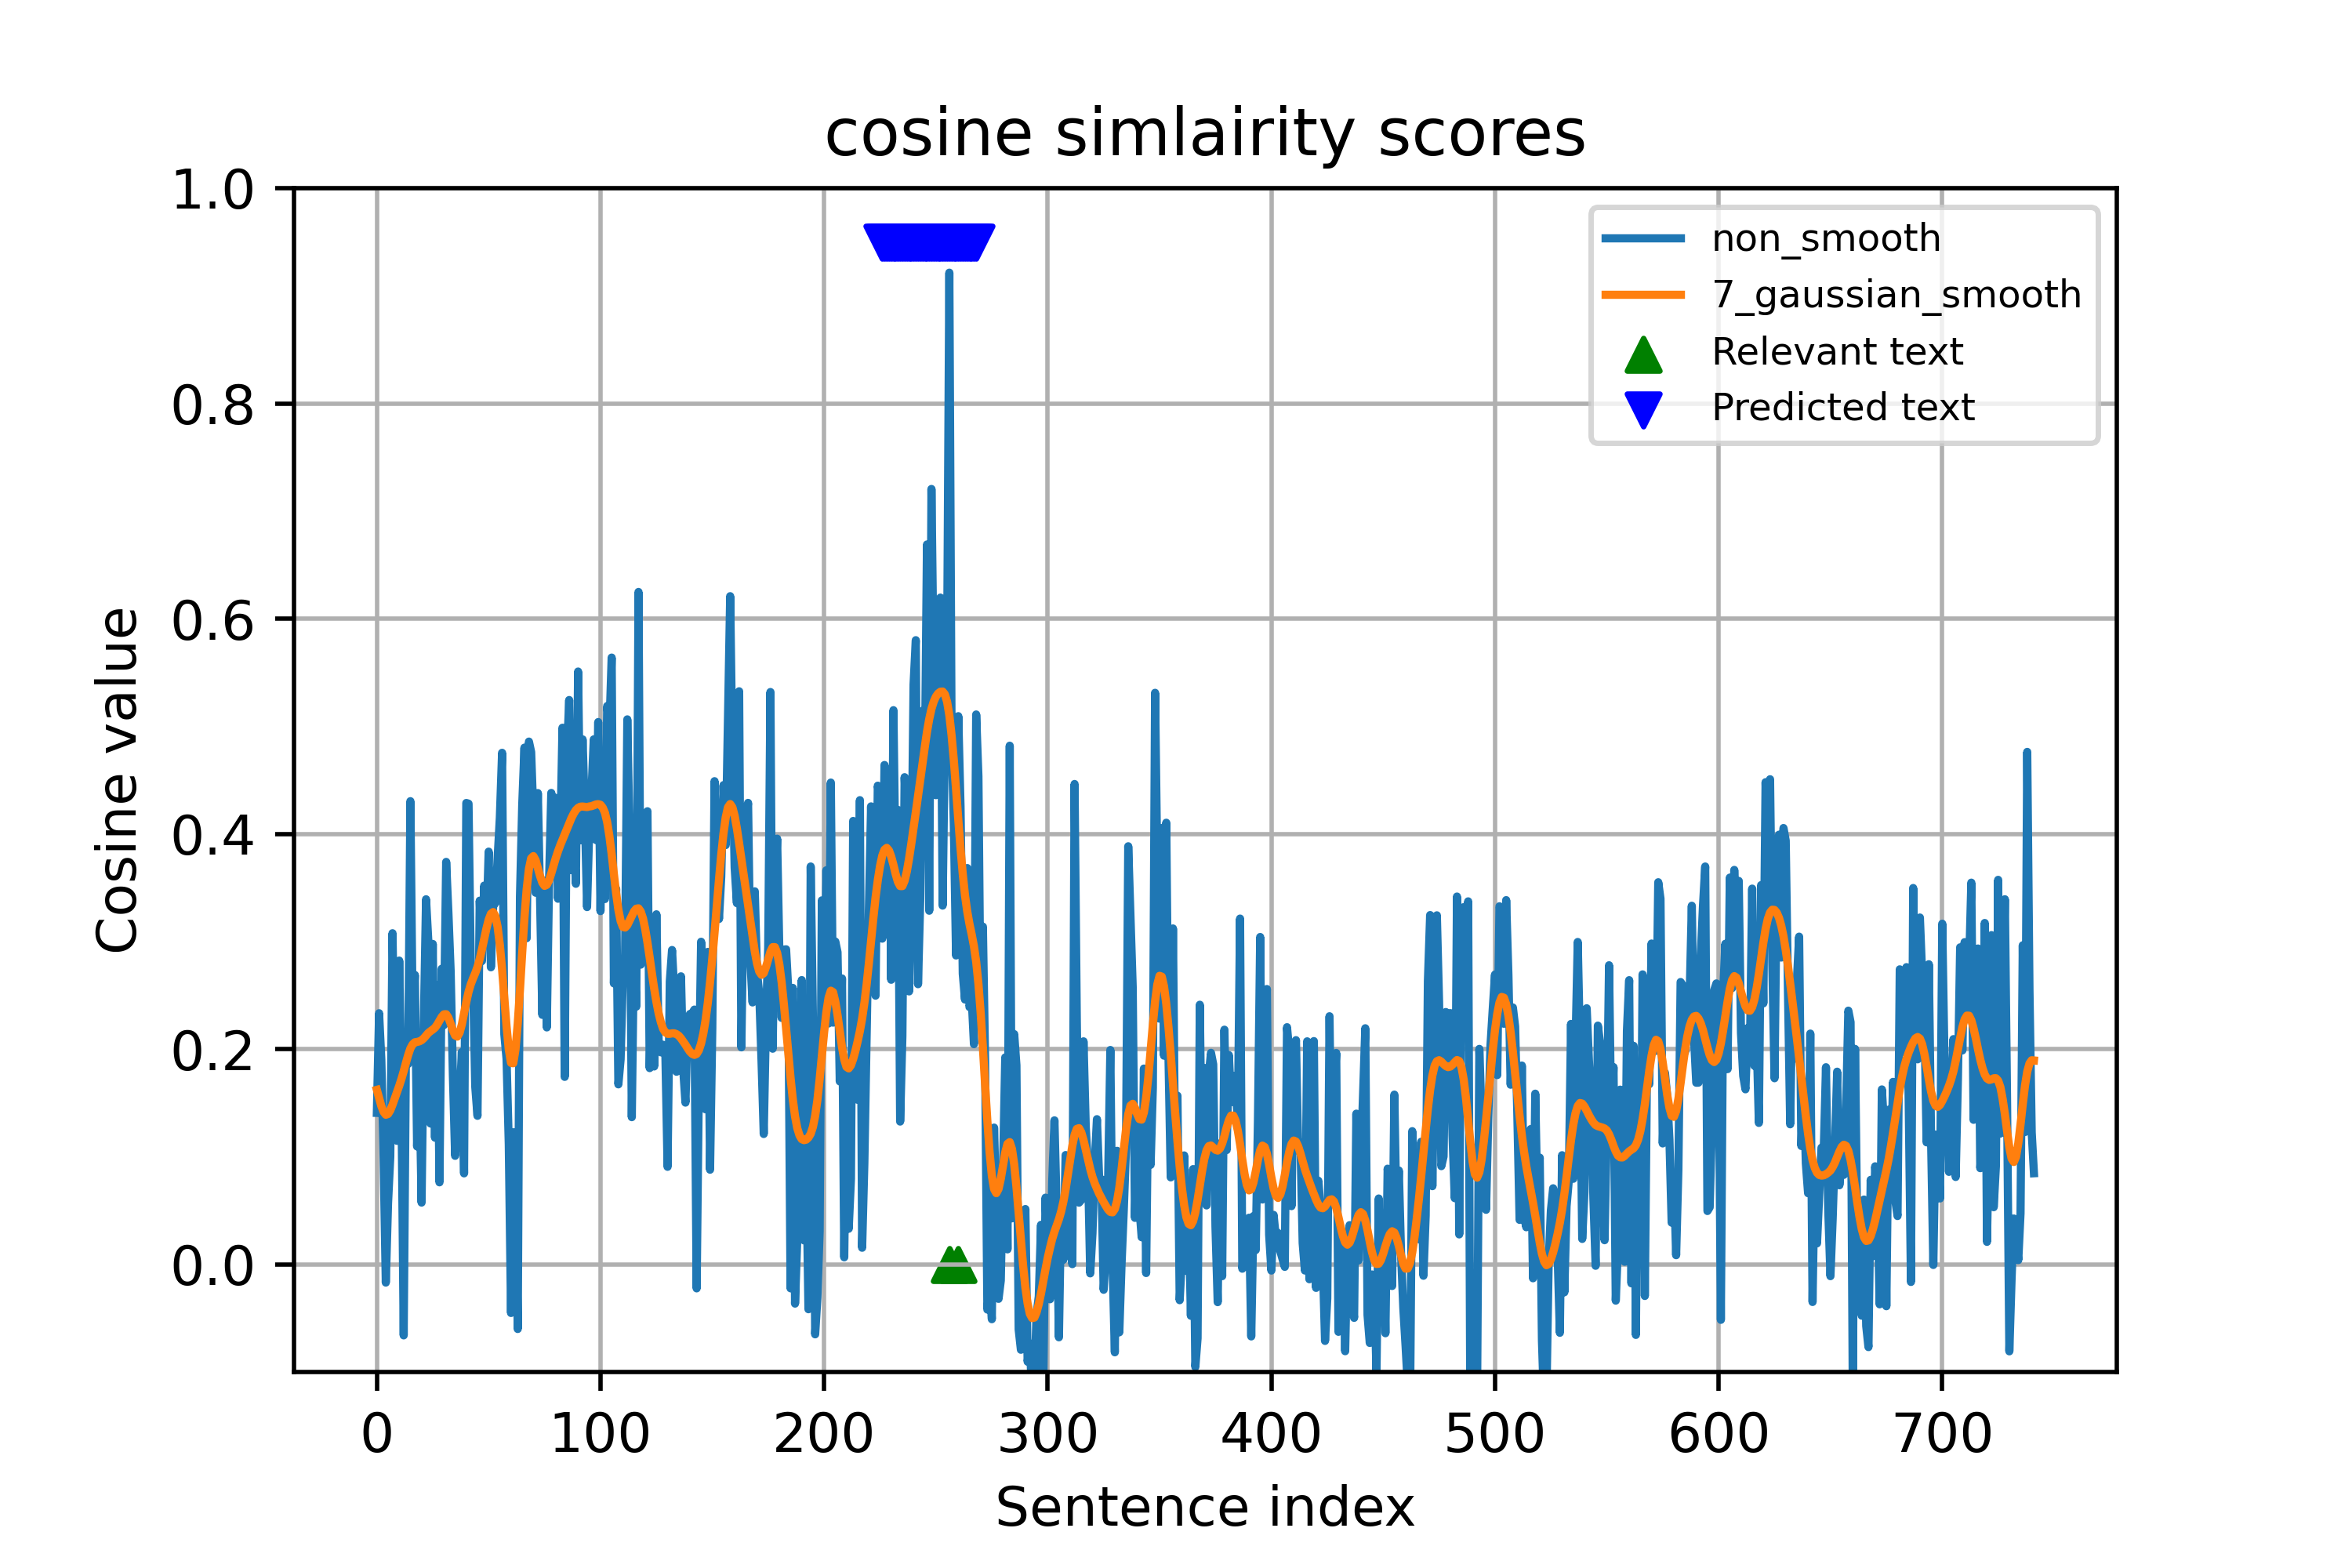 cosine simlairity scores
1.0
0.8
0.6
0.4
0.2
0.0
Cosine value
non_smooth
7_gaussian_smooth
Relevant text
Predicted text
0 100 200 300 400 500 600 700
Sentence index